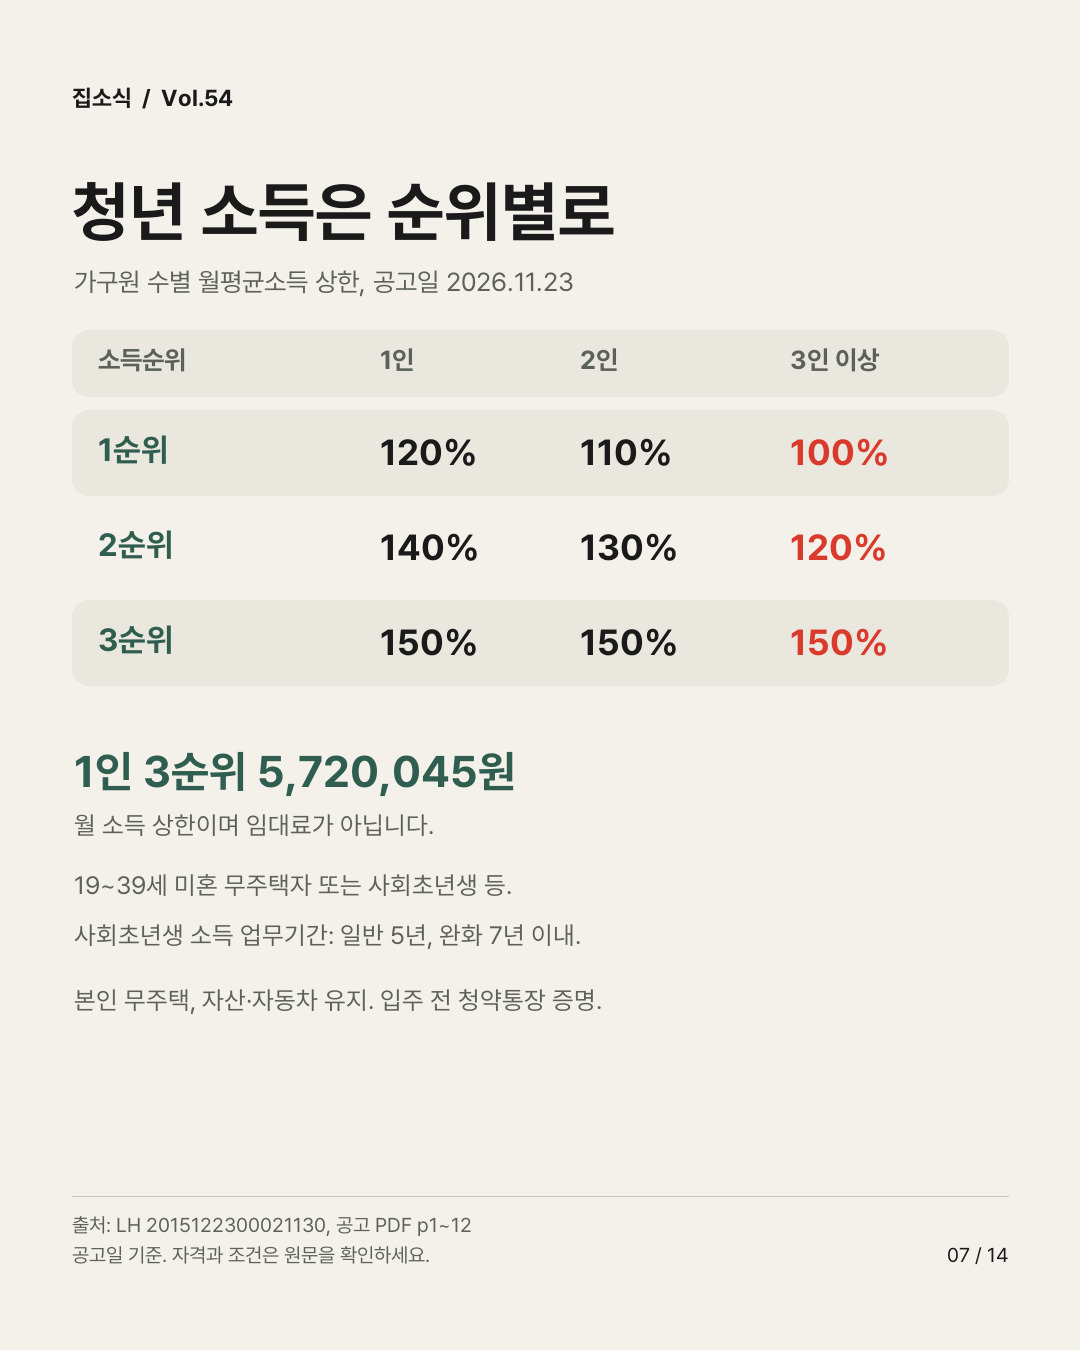 집소식 / Vol.54
청년 소득은 순위별로
가구원 수별 월평균소득 상한, 공고일 2026.11.23
소득순위 1인 2인 3인 이상
1순위 120% 110% 100%
2순위 140% 130% 120%
3순위 150% 150% 150%
1인 3순위 5,720,045원
월 소득 상한이며 임대료가 아닙니다.
19~39세 미혼 무주택자 또는 사회초년생 등.
사회초년생 소득 업무기간: 일반 5년, 완화 7년 이내.
본인 무주택, 자산·자동차 유지. 입주 전 청약통장 증명.
출처: LH 2015122300021130, 공고 PDF p1~12
공고일 기준. 자격과 조건은 원문을 확인하세요.
07 / 14